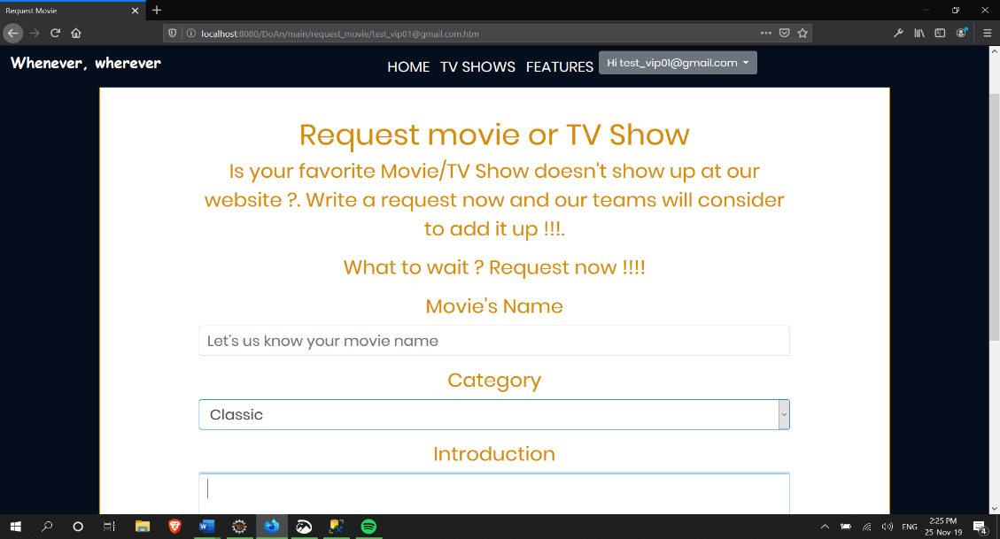 Request Movie
localhost:8080/DoAn/main/request_movie/test_vip01@gmail.com.htm
Whenever, wherever
HOME TV SHOWS FEATURES Hi test_vip01@gmail.com
Request movie or TV Show
Is your favorite Movie/TV Show doesn't show up at our
website ?. Write a request now and our teams will consider
to add it up !!!.
What to wait ? Request now !!!!
Movie's Name
Let's us know your movie name
Category
Classic
Introduction
ENG
2:25 PM
25-Nov-19
4